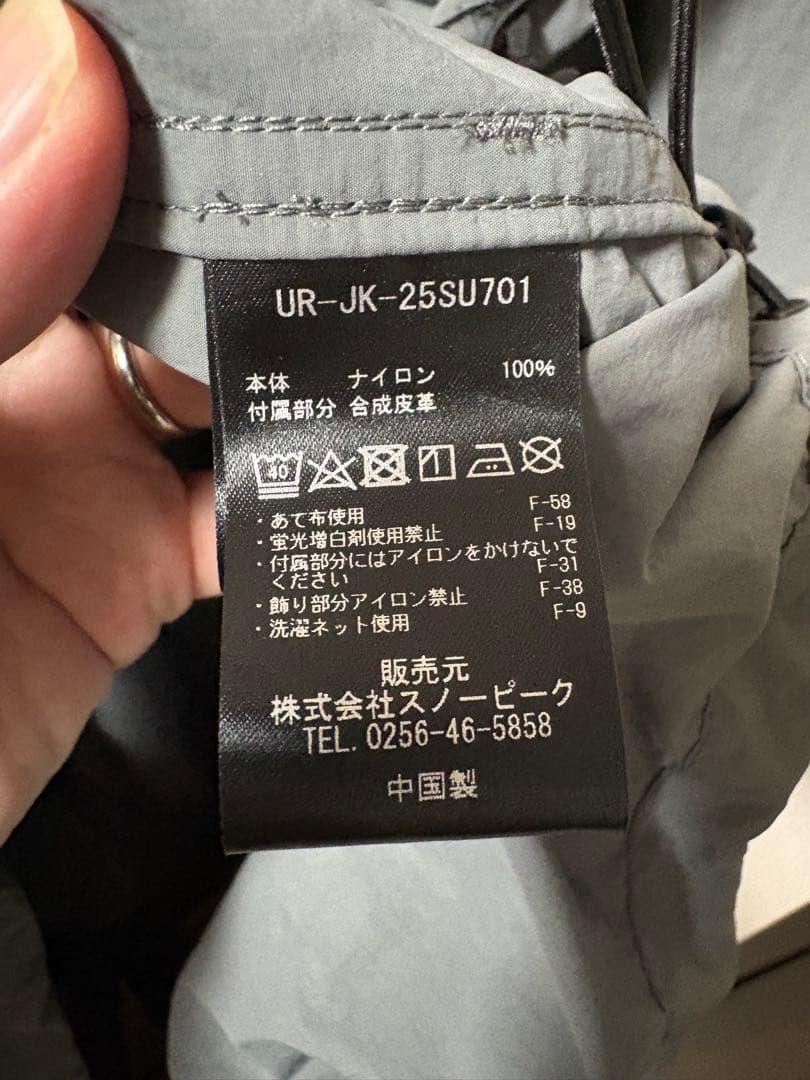 UR-JK-25SU701
本体 ナイロン 100%
付属部分 合成皮革
40
・あて布使用 F-58
・蛍光増白剤使用禁止 F-19
・付属部分にはアイロンをかけないで
ください F-31
・飾り部分アイロン禁止 F-38
・洗濯ネット使用 F-9
販売元
株式会社スノーピーク
TEL. 0256-46-5858
中国製